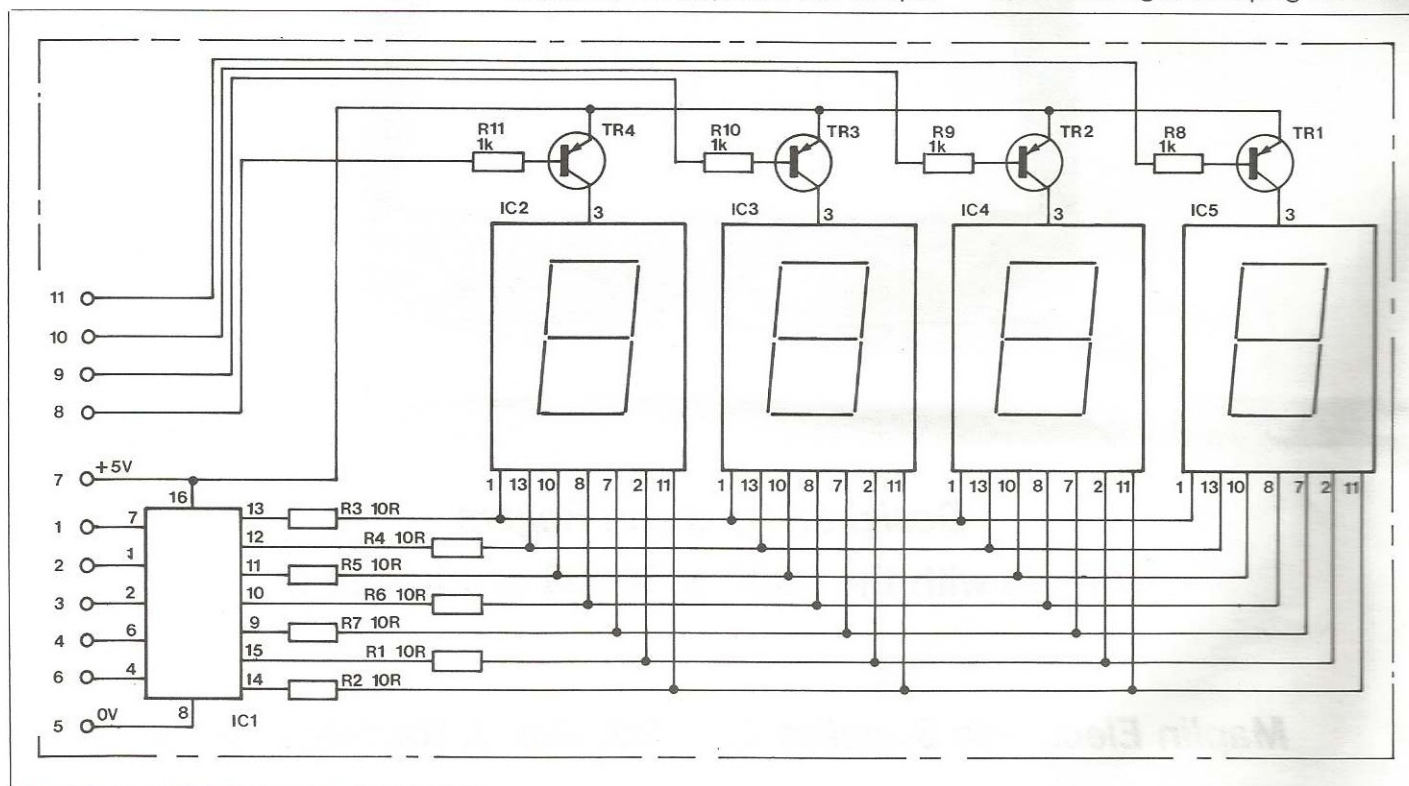 R11
1k
TR4
R10
1k
TR3
R9
1k
TR2
R8
1k
TR1
IC2
3
IC3
3
IC4
3
IC5
3
11
10
9
8
7 +5V
16
1 13 10 8 7 2 11
1 13 10 8 7 2 11
1 13 10 8 7 2 11
1 13 10 8 7 2 11
1 7 13 R3 10R
12 R4 10R
2 1 11 R5 10R
3 2 10 R6 10R
4 6 9 R7 10R
15 R1 10R
6 4 14 R2 10R
5 0V 8 IC1